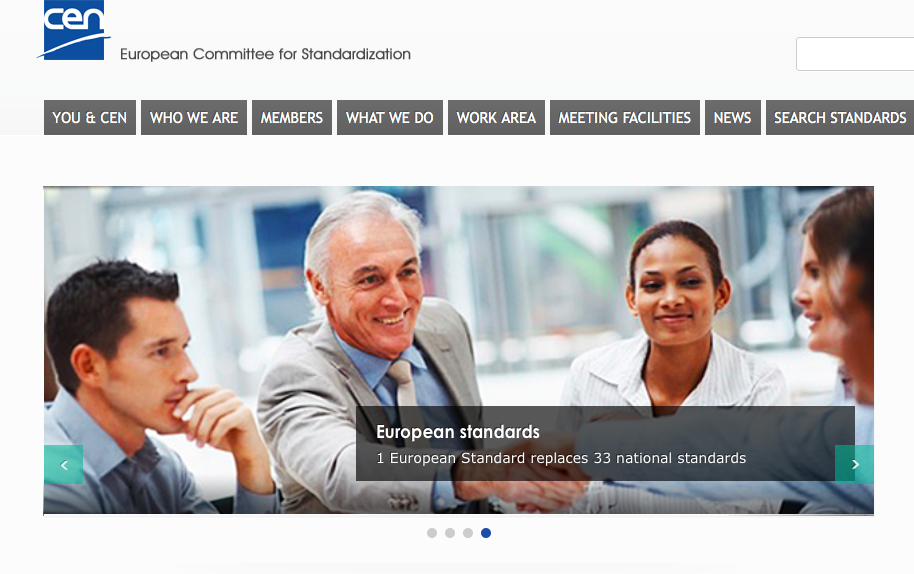 cen
European Committee for Standardization
YOU & CEN
WHO WE ARE
MEMBERS
WHAT WE DO
WORK AREA
MEETING FACILITIES
NEWS
SEARCH STANDARDS
European standards
1 European Standard replaces 33 national standards